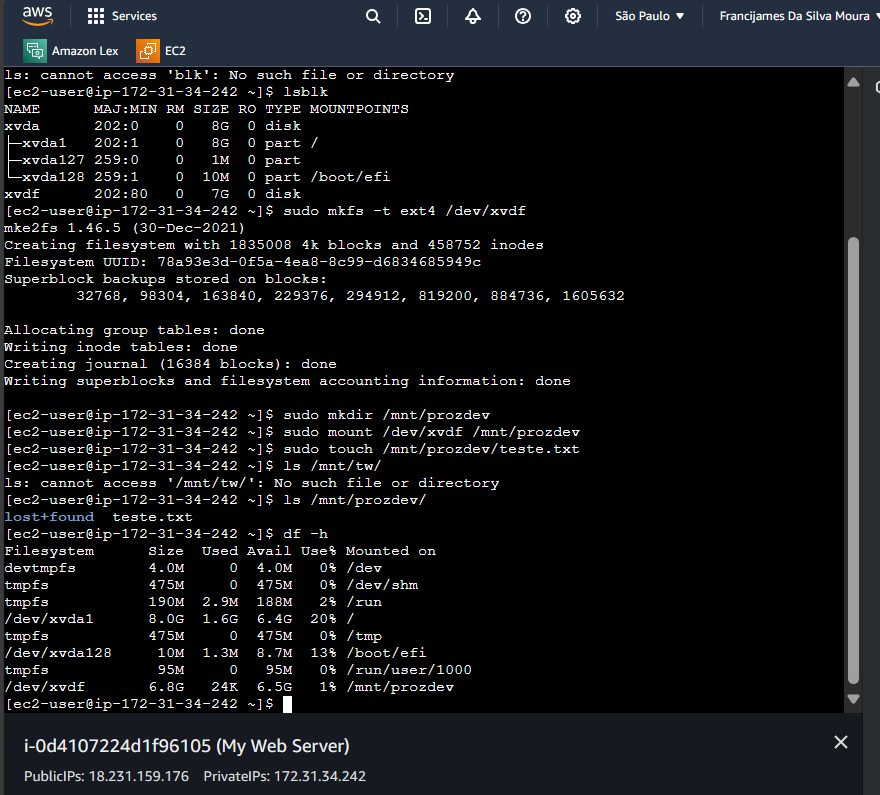 aws
Services
São Paulo
Francijames Da Silva Moura
Amazon Lex
EC2
ls: cannot access 'blk': No such file or directory
[ec2-user@ip-172-31-34-242 ~]$ lsblk
NAME      MAJ:MIN RM SIZE RO TYPE MOUNTPOINTS
xvda      202:0    0   8G  0 disk
├─xvda1   202:1    0   8G  0 part /
├─xvda127 259:0    0   1M  0 part
└─xvda128 259:1    0  10M  0 part /boot/efi
xvdf      202:80   0   7G  0 disk
[ec2-user@ip-172-31-34-242 ~]$ sudo mkfs -t ext4 /dev/xvdf
mke2fs 1.46.5 (30-Dec-2021)
Creating filesystem with 1835008 4k blocks and 458752 inodes
Filesystem UUID: 78a93e3d-0f5a-4ea8-8c99-d6834685949c
Superblock backups stored on blocks:
        32768, 98304, 163840, 229376, 294912, 819200, 884736, 1605632
Allocating group tables: done
Writing inode tables: done
Creating journal (16384 blocks): done
Writing superblocks and filesystem accounting information: done
[ec2-user@ip-172-31-34-242 ~]$ sudo mkdir /mnt/prozdev
[ec2-user@ip-172-31-34-242 ~]$ sudo mount /dev/xvdf /mnt/prozdev
[ec2-user@ip-172-31-34-242 ~]$ sudo touch /mnt/prozdev/teste.txt
[ec2-user@ip-172-31-34-242 ~]$ ls /mnt/tw/
ls: cannot access '/mnt/tw/': No such file or directory
[ec2-user@ip-172-31-34-242 ~]$ ls /mnt/prozdev/
lost+found  teste.txt
[ec2-user@ip-172-31-34-242 ~]$ df -h
Filesystem      Size  Used Avail Use% Mounted on
devtmpfs        4.0M     0  4.0M   0% /dev
tmpfs           475M     0  475M   0% /dev/shm
tmpfs           190M  2.9M  188M   2% /run
/dev/xvda1      8.0G  1.6G  6.4G  20% /
tmpfs           475M     0  475M   0% /tmp
/dev/xvda128     10M  1.3M  8.7M  13% /boot/efi
tmpfs            95M     0   95M   0% /run/user/1000
/dev/xvdf       6.8G   24K  6.5G   1% /mnt/prozdev
[ec2-user@ip-172-31-34-242 ~]$
i-0d4107224d1f96105 (My Web Server)
PublicIPs: 18.231.159.176   PrivateIPs: 172.31.34.242